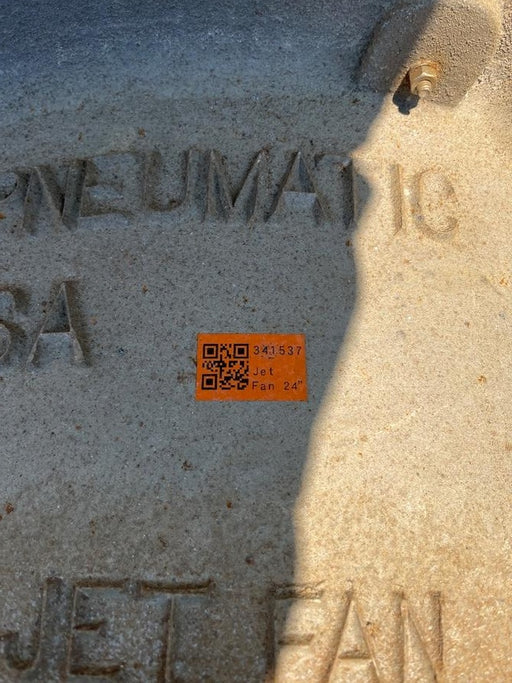 PNEUMATIC
SA
341537
Jet
Fan 24"
JET FAN